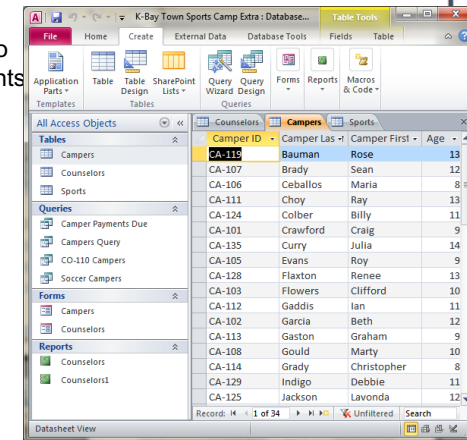 K-Bay Town Sports Camp Extra : Database...
Table Tools
File Home Create External Data Database Tools Fields Table
o
nts
Application Parts
Table
Table Design
SharePoint Lists
Query Wizard
Query Design
Forms
Reports
Macros & Code
Templates
Tables
Queries
All Access Objects
Tables
Campers
Counselors
Sports
Queries
Camper Payments Due
Campers Query
CO-110 Campers
Soccer Campers
Forms
Campers
Counselors
Reports
Counselors
Counselors1
Counselors Campers Sports
Camper ID Camper Las Camper First Age
CA-119 Bauman Rose 13
CA-107 Brady Sean 12
CA-106 Ceballos Maria 8
CA-111 Choy Ray 13
CA-124 Colber Billy 11
CA-101 Crawford Craig 9
CA-135 Curry Julia 14
CA-105 Evans Roy 9
CA-128 Flaxton Renee 13
CA-103 Flowers Clifford 10
CA-112 Gaddis Ian 11
CA-102 Garcia Beth 12
CA-113 Gaston Graham 9
CA-108 Gould Marty 10
CA-114 Grady Christopher 8
CA-129 Indigo Debbie 11
CA-125 Jackson Lavonda 12
Record: 1 of 34 Unfiltered Search
Datasheet View